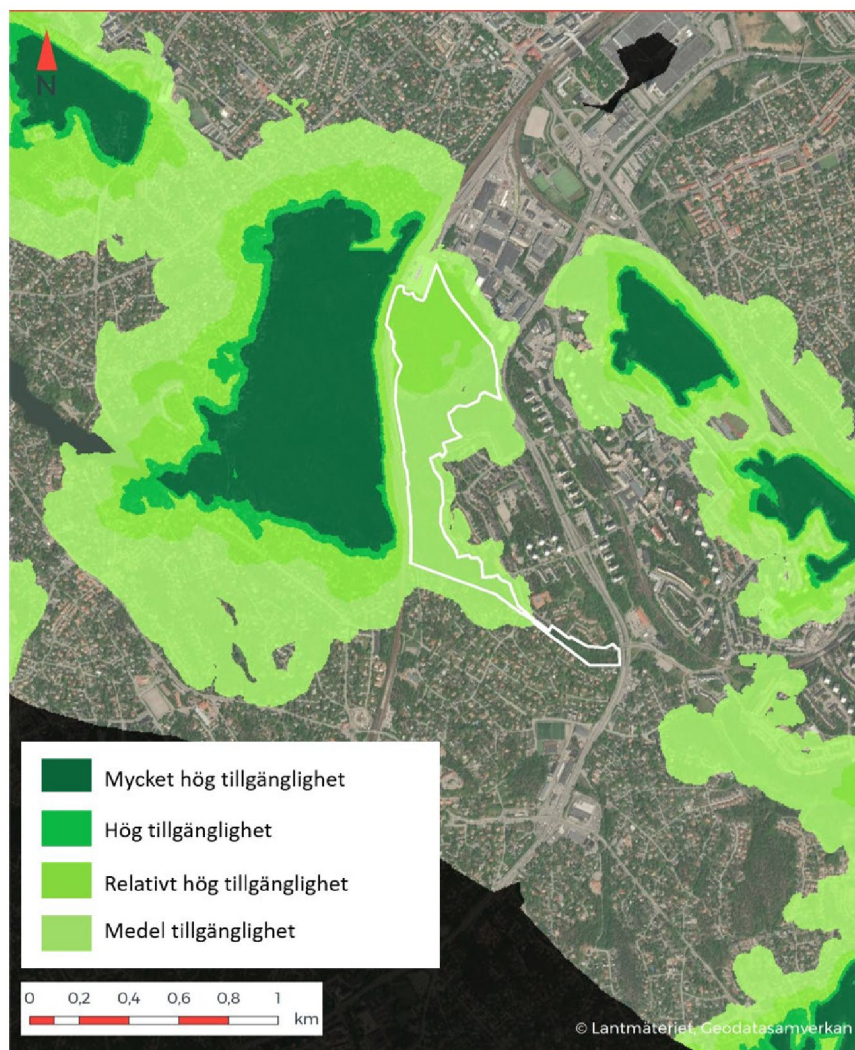 N
Mycket hög tillgänglighet
Hög tillgänglighet
Relativt hög tillgänglighet
Medel tillgänglighet
0 0,2 0,4 0,6 0,8 1
km
© Lantmäteriet, Geodatasamverkan